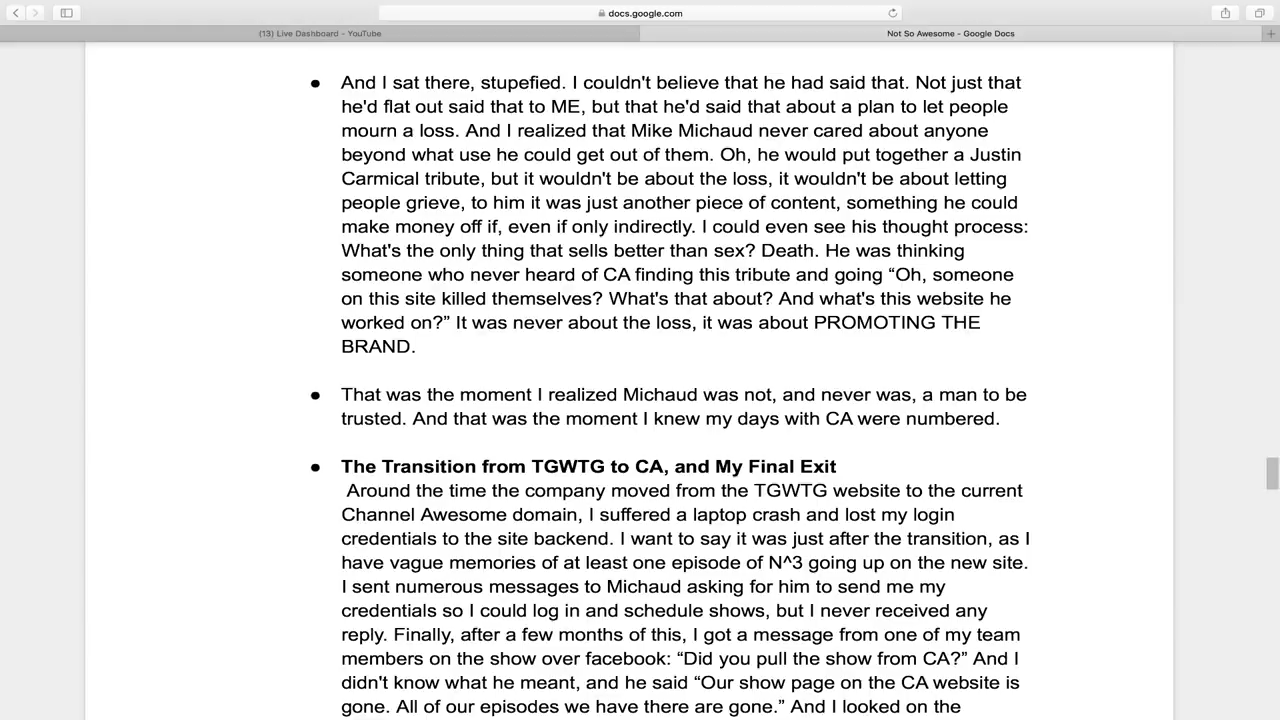 docs.google.com
(13) Live Dashboard - YouTube
Not So Awesome - Google Docs
● And I sat there, stupefied. I couldn't believe that he had said that. Not just that
he'd flat out said that to ME, but that he'd said that about a plan to let people
mourn a loss. And I realized that Mike Michaud never cared about anyone
beyond what use he could get out of them. Oh, he would put together a Justin
Carmical tribute, but it wouldn't be about the loss, it wouldn't be about letting
people grieve, to him it was just another piece of content, something he could
make money off if, even if only indirectly. I could even see his thought process:
What's the only thing that sells better than sex? Death. He was thinking
someone who never heard of CA finding this tribute and going “Oh, someone
on this site killed themselves? What's that about? And what's this website he
worked on?” It was never about the loss, it was about PROMOTING THE
BRAND.
● That was the moment I realized Michaud was not, and never was, a man to be
trusted. And that was the moment I knew my days with CA were numbered.
● The Transition from TGWTG to CA, and My Final Exit
Around the time the company moved from the TGWTG website to the current
Channel Awesome domain, I suffered a laptop crash and lost my login
credentials to the site backend. I want to say it was just after the transition, as I
have vague memories of at least one episode of N^3 going up on the new site.
I sent numerous messages to Michaud asking for him to send me my
credentials so I could log in and schedule shows, but I never received any
reply. Finally, after a few months of this, I got a message from one of my team
members on the show over facebook: “Did you pull the show from CA?” And I
didn't know what he meant, and he said “Our show page on the CA website is
gone. All of our episodes we have there are gone.” And I looked on the